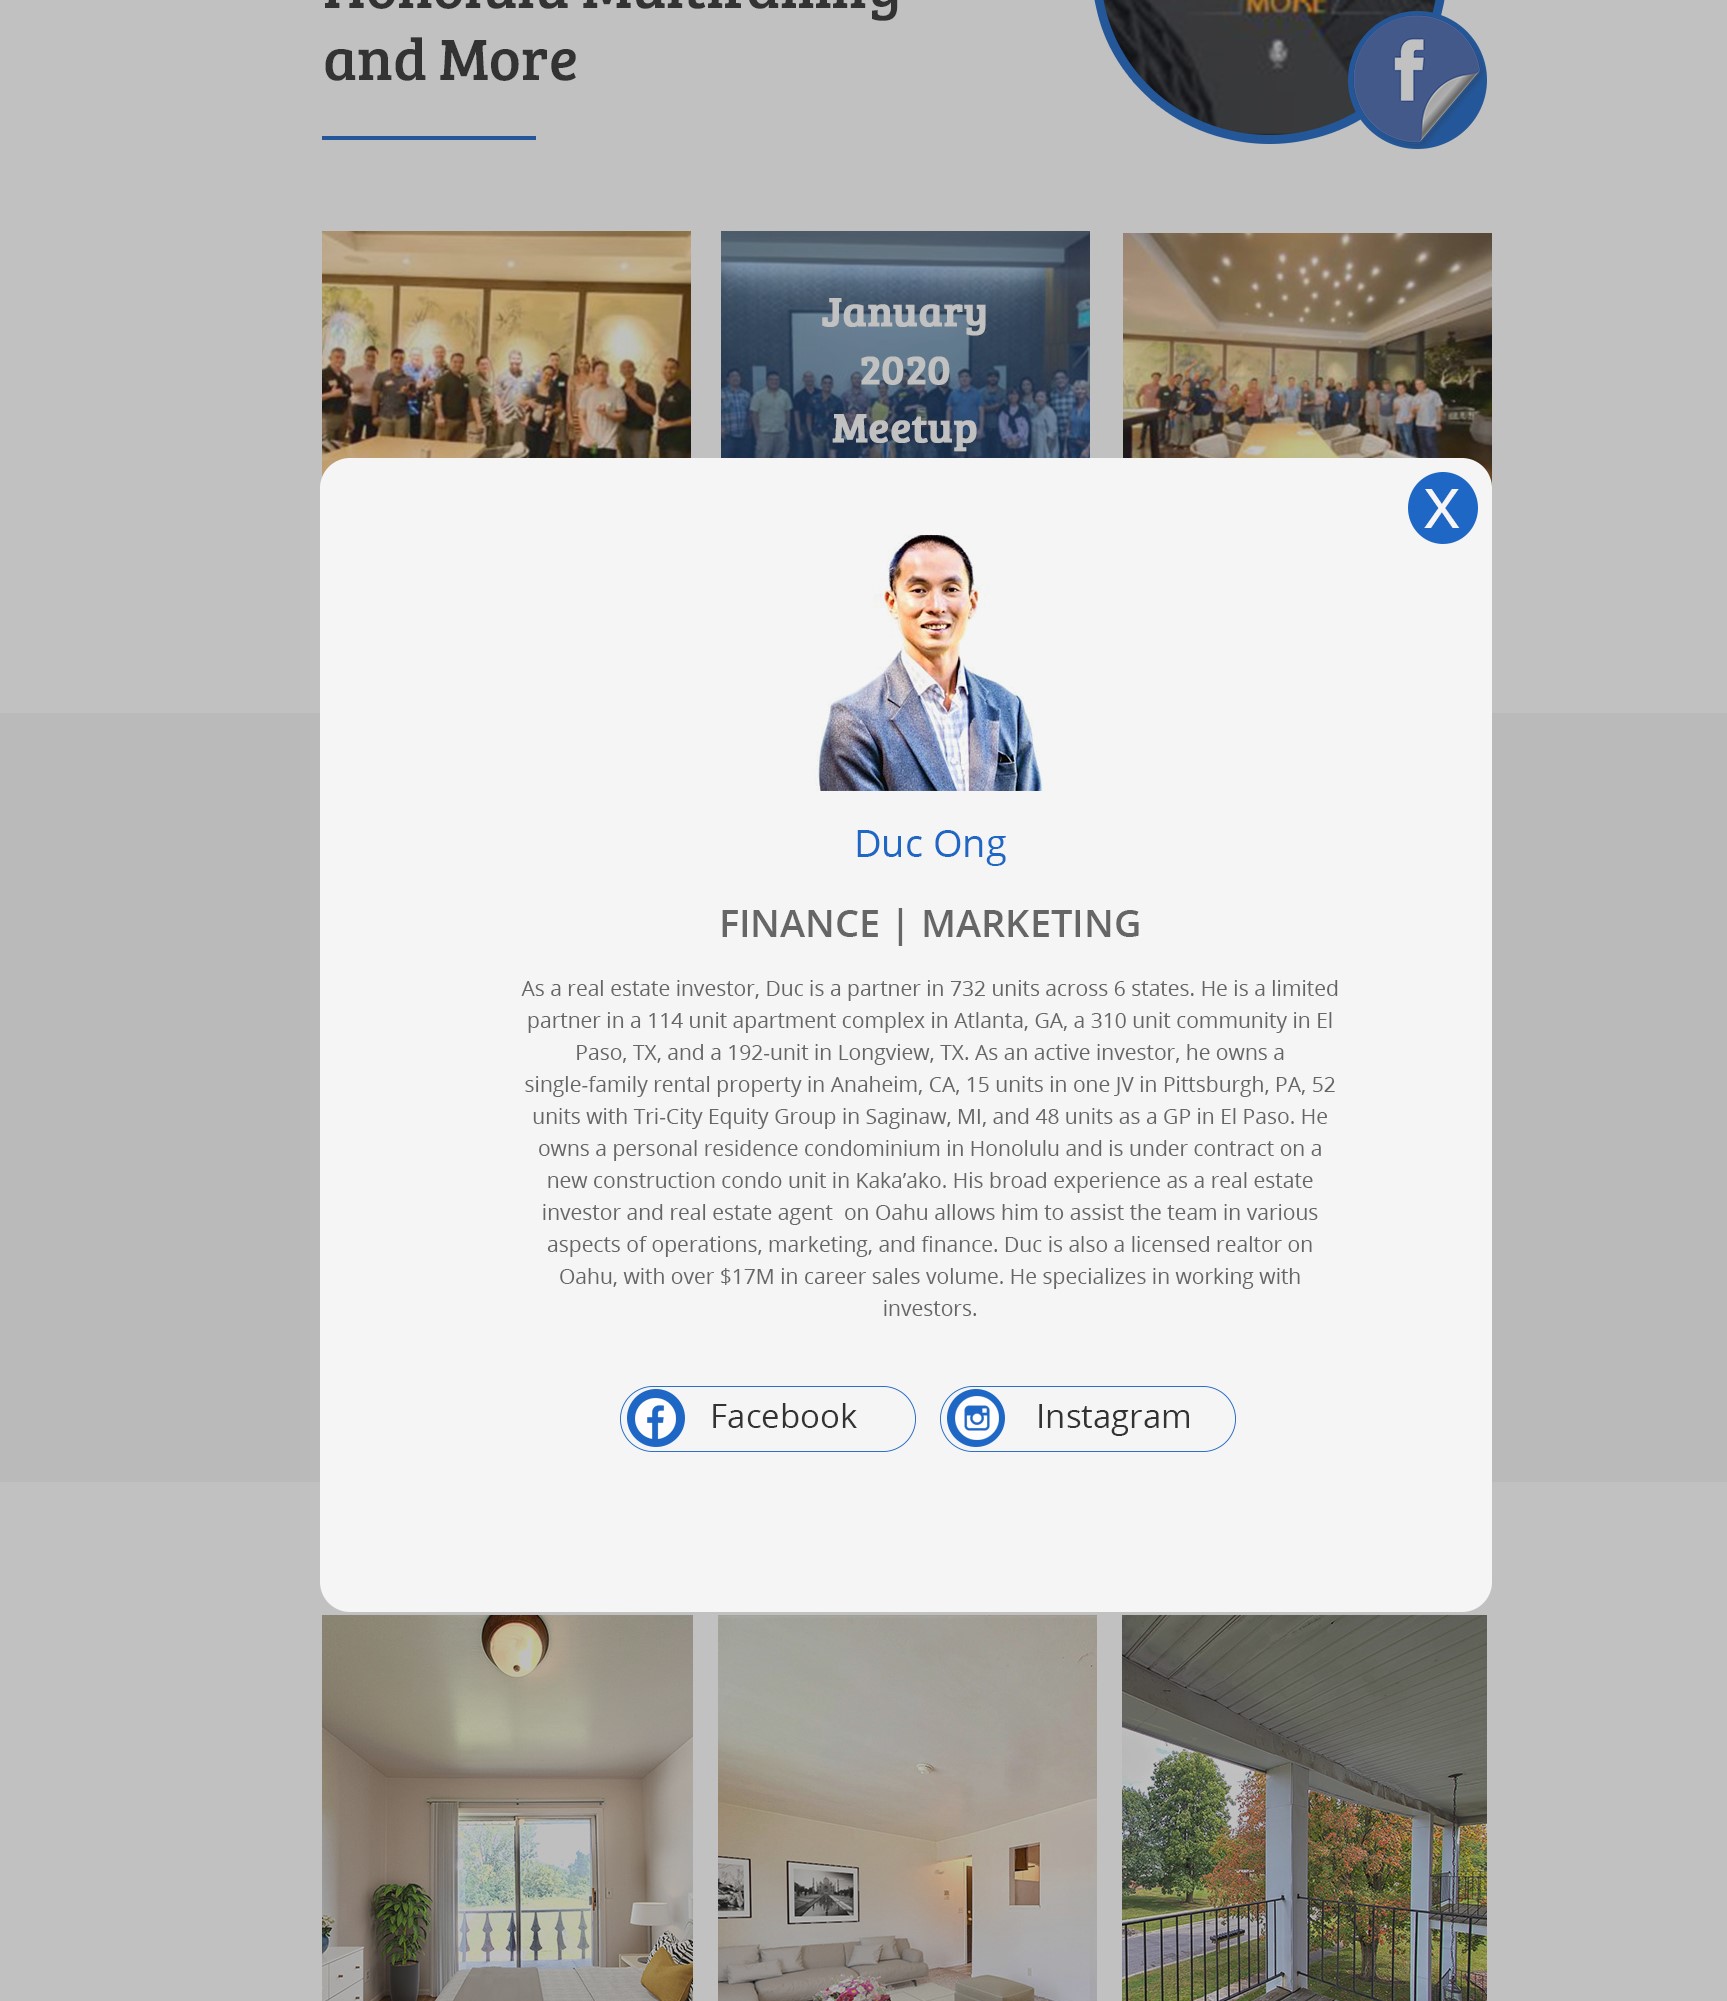 Honolulu Multifamily
and More
MORE
f
January
2020
Meetup
X
Duc Ong
FINANCE | MARKETING
As a real estate investor, Duc is a partner in 732 units across 6 states. He is a limited
partner in a 114 unit apartment complex in Atlanta, GA, a 310 unit community in El
Paso, TX, and a 192-unit in Longview, TX. As an active investor, he owns a
single-family rental property in Anaheim, CA, 15 units in one JV in Pittsburgh, PA, 52
units with Tri-City Equity Group in Saginaw, MI, and 48 units as a GP in El Paso. He
owns a personal residence condominium in Honolulu and is under contract on a
new construction condo unit in Kaka’ako. His broad experience as a real estate
investor and real estate agent  on Oahu allows him to assist the team in various
aspects of operations, marketing, and finance. Duc is also a licensed realtor on
Oahu, with over $17M in career sales volume. He specializes in working with
investors.
Facebook
Instagram